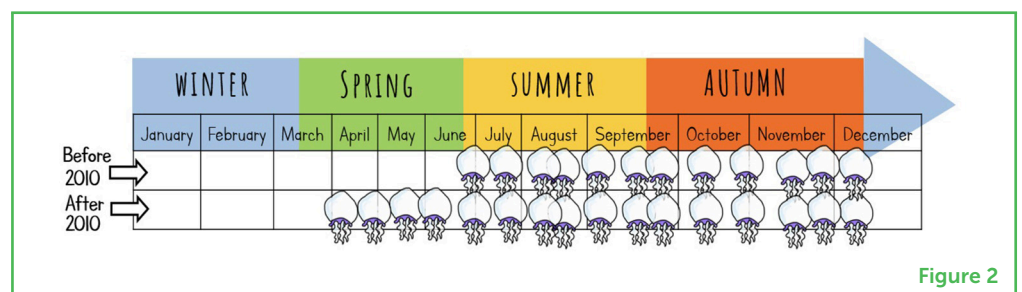 WINTER SPRING SUMMER AUTUMN
January February March April May June July August September October November December
Before
2010
After
2010
Figure 2